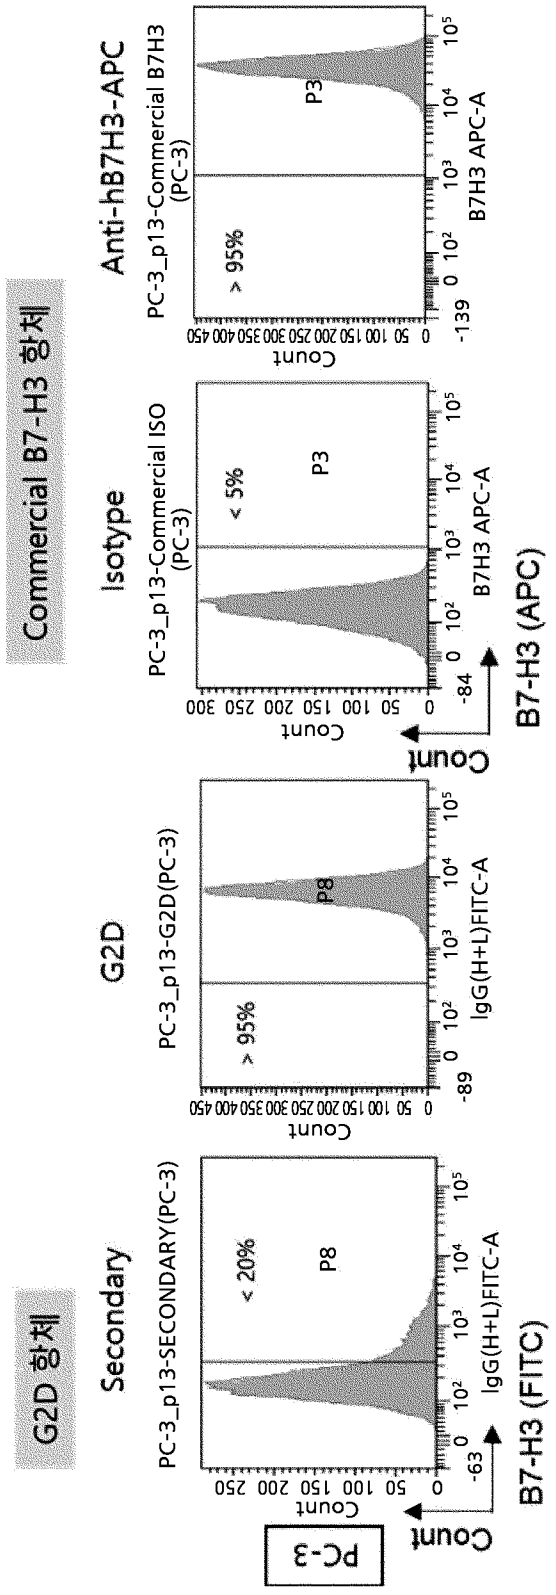 G2D 항체
Commercial B7-H3 항체
Secondary
G2D
Isotype
Anti-hB7H3-APC
PC-3
PC-3_p13-SECONDARY(PC-3)
Count
250
200
150
100
50
0
< 20%
P8
-63
0
10²
10³
10⁴
10⁵
IgG(H+L)FITC-A
PC-3_p13-G2D(PC-3)
Count
450
400
350
300
250
200
150
100
50
0
> 95%
P8
-89
0
10²
10³
10⁴
10⁵
IgG(H+L)FITC-A
PC-3_p13-Commercial ISO
(PC-3)
Count
300
250
200
150
100
50
0
< 5%
P3
-84
0
10²
10³
10⁴
10⁵
B7H3 APC-A
PC-3_p13-Commercial B7H3
(PC-3)
Count
450
400
350
300
250
200
150
100
50
0
> 95%
P3
-139
0
10²
10³
10⁴
10⁵
B7H3 APC-A
Count
B7-H3 (FITC)
Count
B7-H3 (APC)